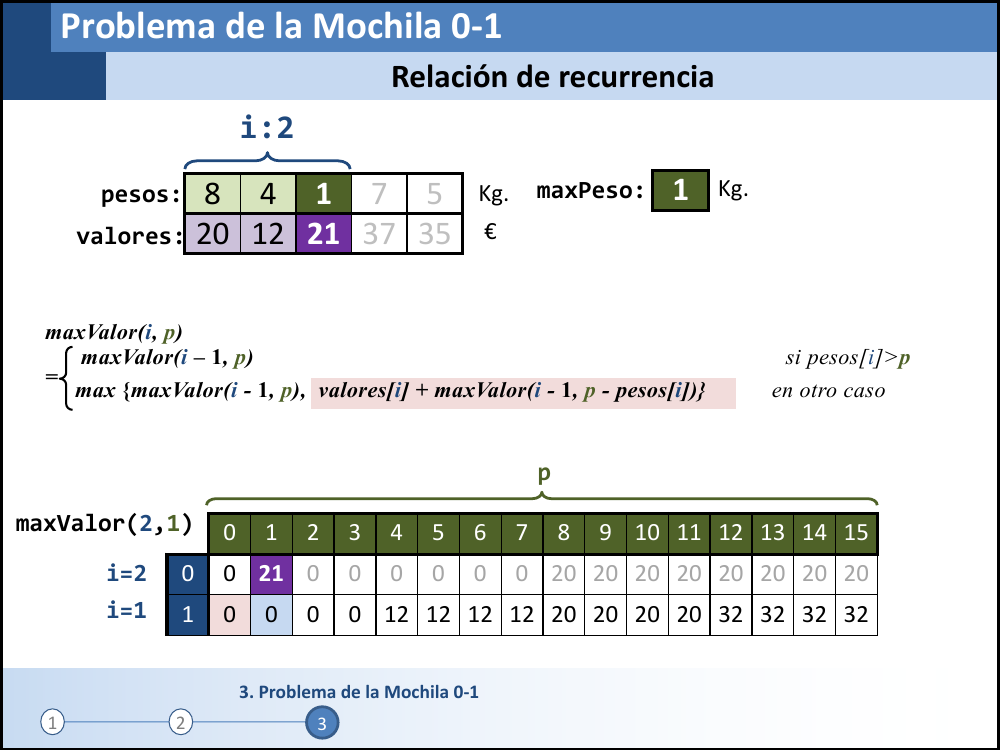 Problema de la Mochila 0-1
Relación de recurrencia
i:2
pesos: 8 4 1 7 5 Kg. maxPeso: 1 Kg.
valores: 20 12 21 37 35 €
maxValor(i, p)
={ maxValor(i – 1, p) si pesos[i]>p
max {maxValor(i - 1, p), valores[i] + maxValor(i - 1, p - pesos[i])} en otro caso
p
maxValor(2,1) 0 1 2 3 4 5 6 7 8 9 10 11 12 13 14 15
i=2 0 0 21 0 0 0 0 0 0 20 20 20 20 20 20 20 20
i=1 1 0 0 0 0 12 12 12 12 20 20 20 20 32 32 32 32
3. Problema de la Mochila 0-1
1 2 3